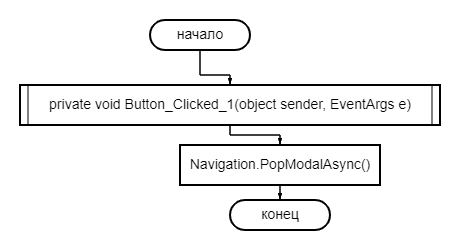 начало
private void Button_Clicked_1(object sender, EventArgs e)
Navigation.PopModalAsync()
конец